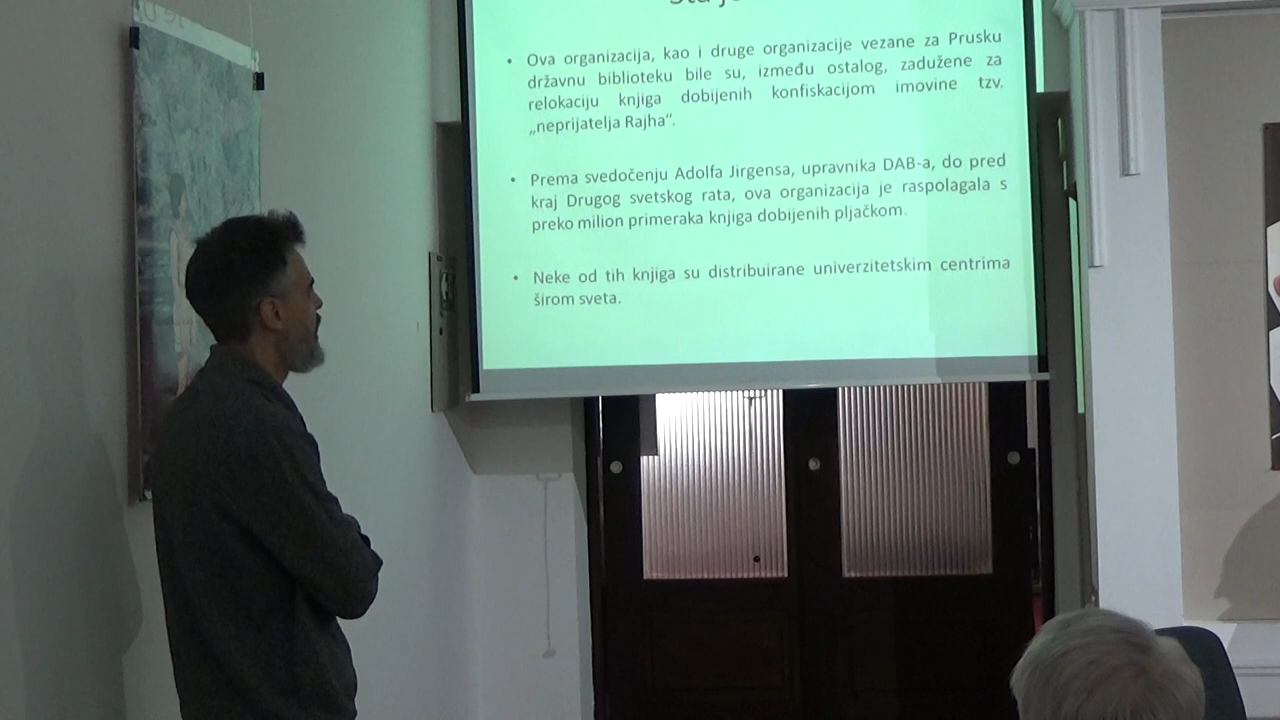 Šta je
• Ova organizacija, kao i druge organizacije vezane za Prusku
državnu biblioteku bile su, između ostalog, zadužene za
relokaciju knjiga dobijenih konfiskacijom imovine tzv.
„neprijatelja Rajha“.
• Prema svedočenju Adolfa Jirgensa, upravnika DAB-a, do pred
kraj Drugog svetskog rata, ova organizacija je raspolagala s
preko milion primeraka knjiga dobijenih pljačkom.
• Neke od tih knjiga su distribuirane univerzitetskim centrima
širom sveta.